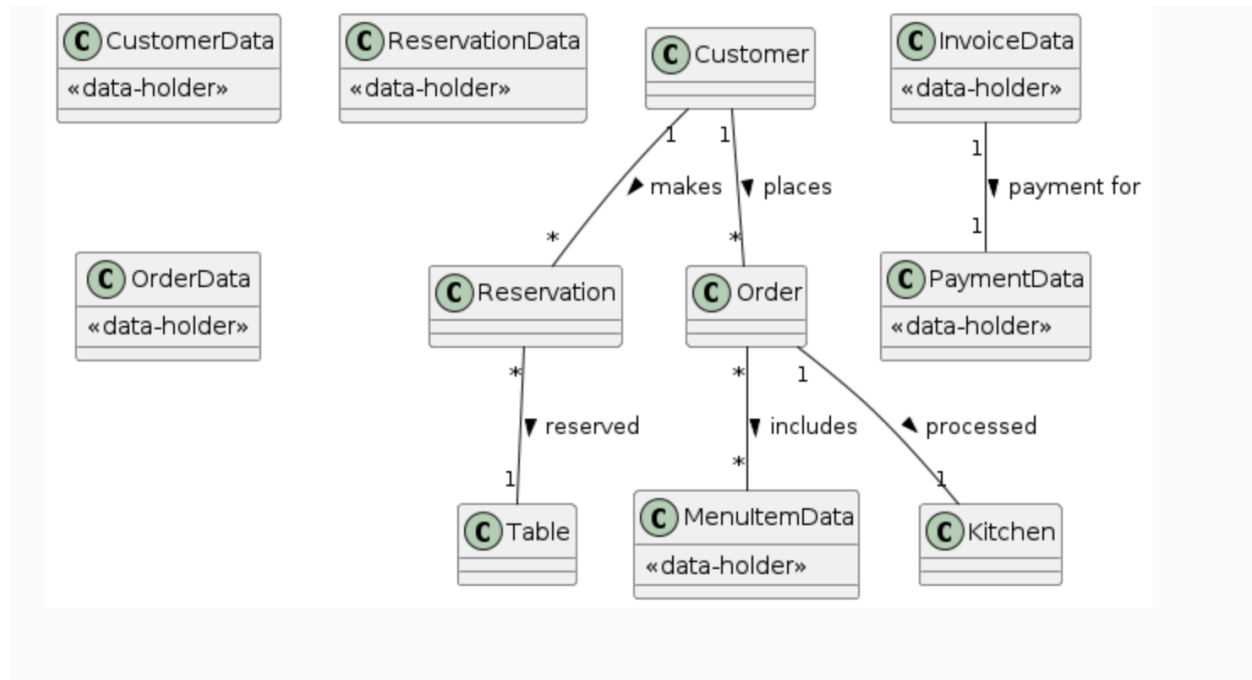 C CustomerData
«data-holder»
C ReservationData
«data-holder»
C Customer
C InvoiceData
«data-holder»
1
1
1
makes
places
payment for
*
*
1
C OrderData
«data-holder»
C Reservation
C Order
C PaymentData
«data-holder»
*
*
1
reserved
includes
processed
1
*
1
C Table
C MenuItemData
«data-holder»
C Kitchen